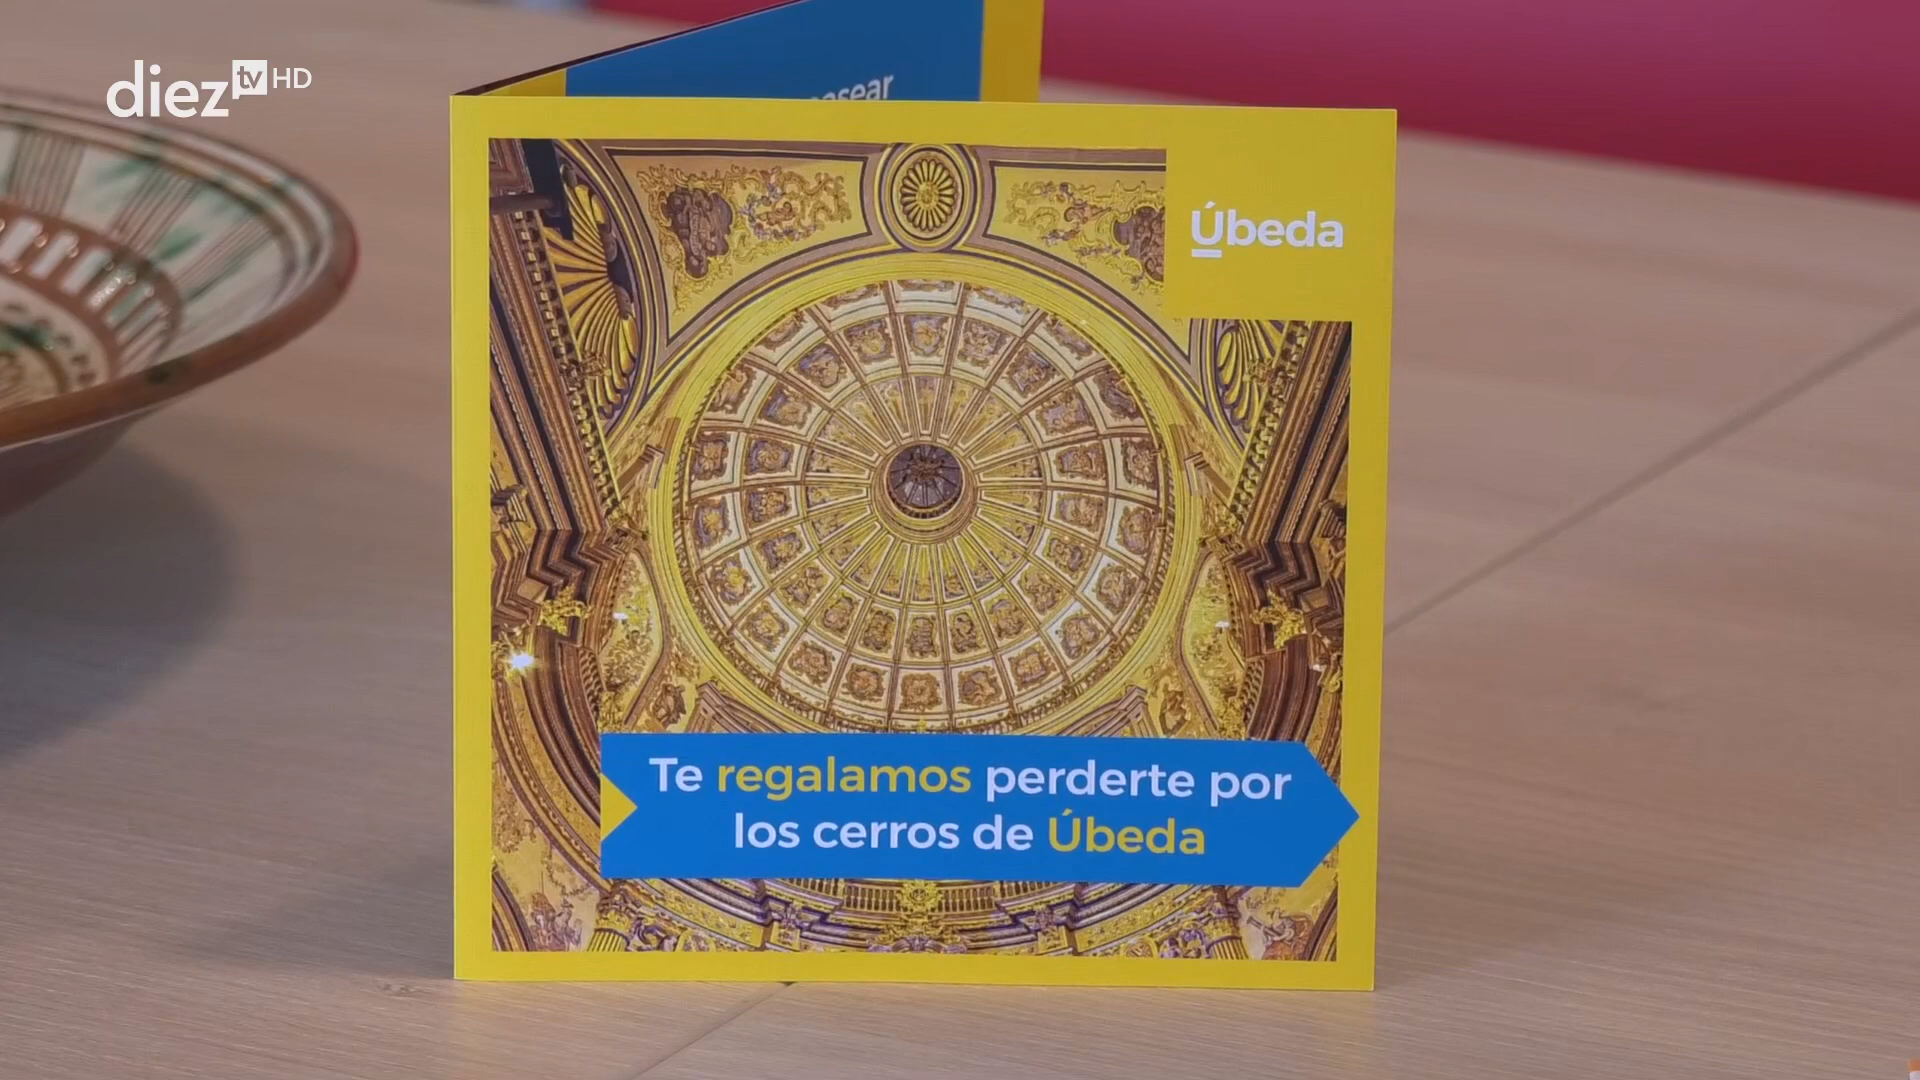 diez tv HD
Úbeda
Te regalamos perderte por
los cerros de Úbeda